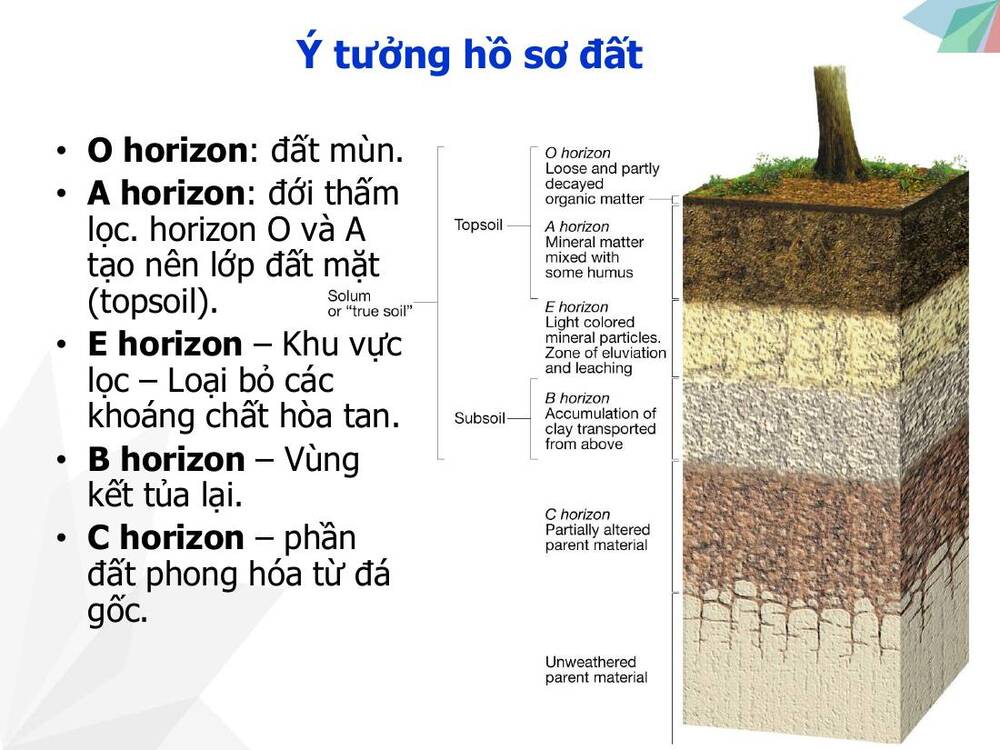 Ý tưởng hồ sơ đất
• O horizon: đất mùn.
• A horizon: đới thấm
lọc. horizon O và A
tạo nên lớp đất mặt
(topsoil).
• E horizon – Khu vực
lọc – Loại bỏ các
khoáng chất hòa tan.
• B horizon – Vùng
kết tủa lại.
• C horizon – phần
đất phong hóa từ đá
gốc.
Solum
or “true soil”
Topsoil
Subsoil
O horizon
Loose and partly
decayed
organic matter
A horizon
Mineral matter
mixed with
some humus
E horizon
Light colored
mineral particles.
Zone of eluviation
and leaching
B horizon
Accumulation of
clay transported
from above
C horizon
Partially altered
parent material
Unweathered
parent material